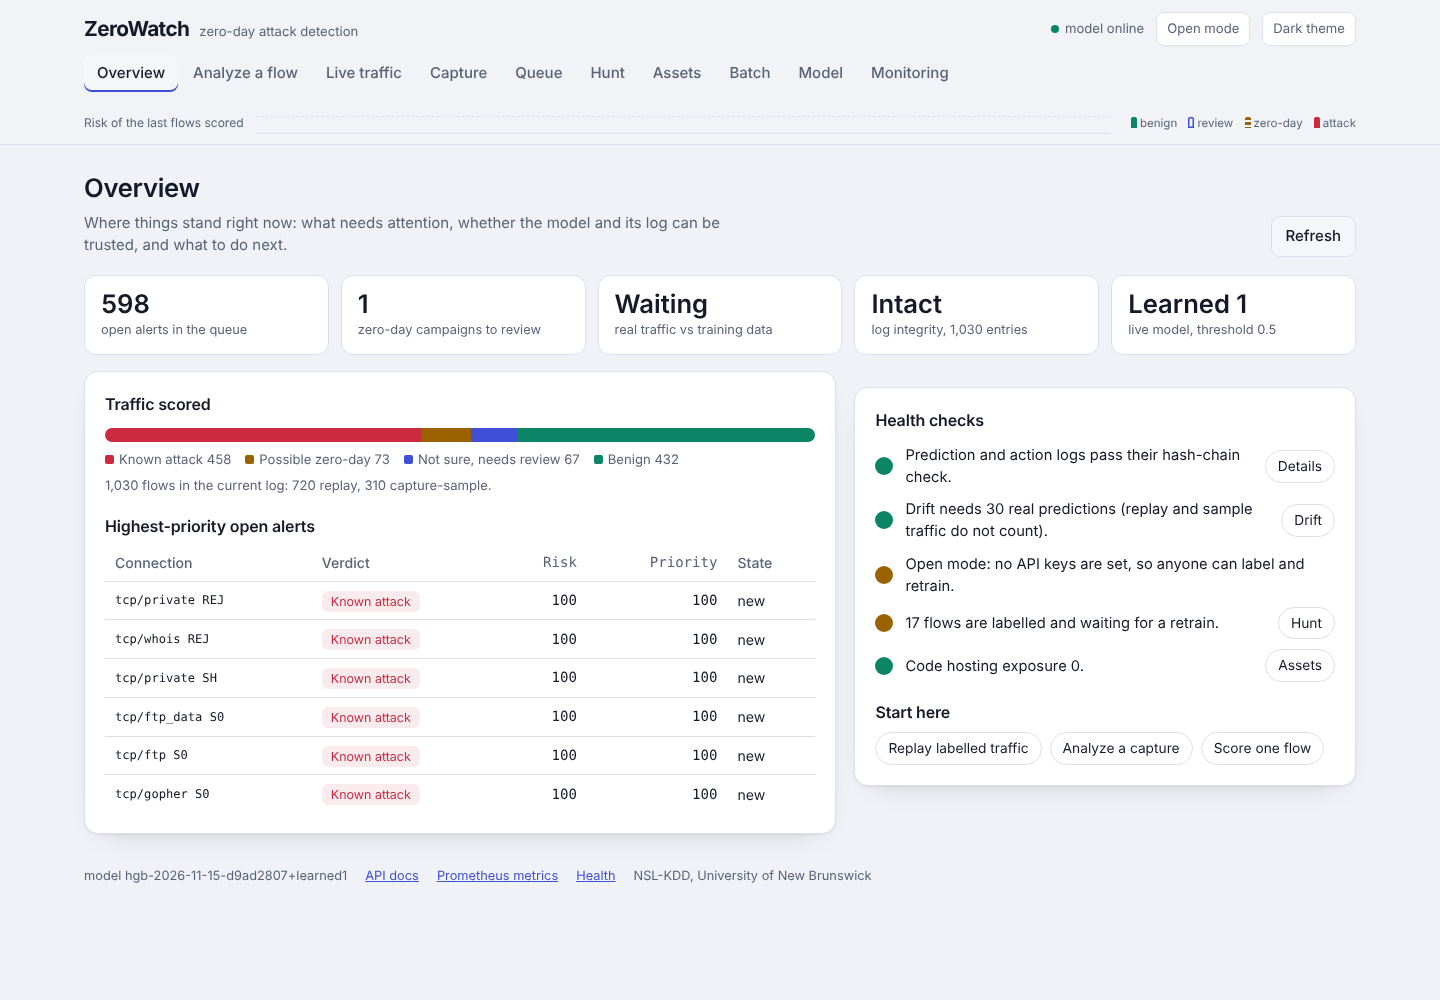 ZeroWatch zero-day attack detection
model online
Open mode
Dark theme
Overview
Analyze a flow
Live traffic
Capture
Queue
Hunt
Assets
Batch
Model
Monitoring
Risk of the last flows scored
benign
review
zero-day
attack
Overview
Where things stand right now: what needs attention, whether the model and its log can be
trusted, and what to do next.
Refresh
598
open alerts in the queue
1
zero-day campaigns to review
Waiting
real traffic vs training data
Intact
log integrity, 1,030 entries
Learned 1
live model, threshold 0.5
Traffic scored
Known attack 458
Possible zero-day 73
Not sure, needs review 67
Benign 432
1,030 flows in the current log: 720 replay, 310 capture-sample.
Highest-priority open alerts
Connection Verdict Risk Priority State
tcp/private REJ Known attack 100 100 new
tcp/whois REJ Known attack 100 100 new
tcp/private SH Known attack 100 100 new
tcp/ftp_data S0 Known attack 100 100 new
tcp/ftp S0 Known attack 100 100 new
tcp/gopher S0 Known attack 100 100 new
Health checks
Prediction and action logs pass their hash-chain
check.
Details
Drift needs 30 real predictions (replay and sample
traffic do not count).
Drift
Open mode: no API keys are set, so anyone can label and
retrain.
17 flows are labelled and waiting for a retrain.
Hunt
Code hosting exposure 0.
Assets
Start here
Replay labelled traffic
Analyze a capture
Score one flow
model hgb-2026-11-15-d9ad2807+learned1
API docs
Prometheus metrics
Health
NSL-KDD, University of New Brunswick